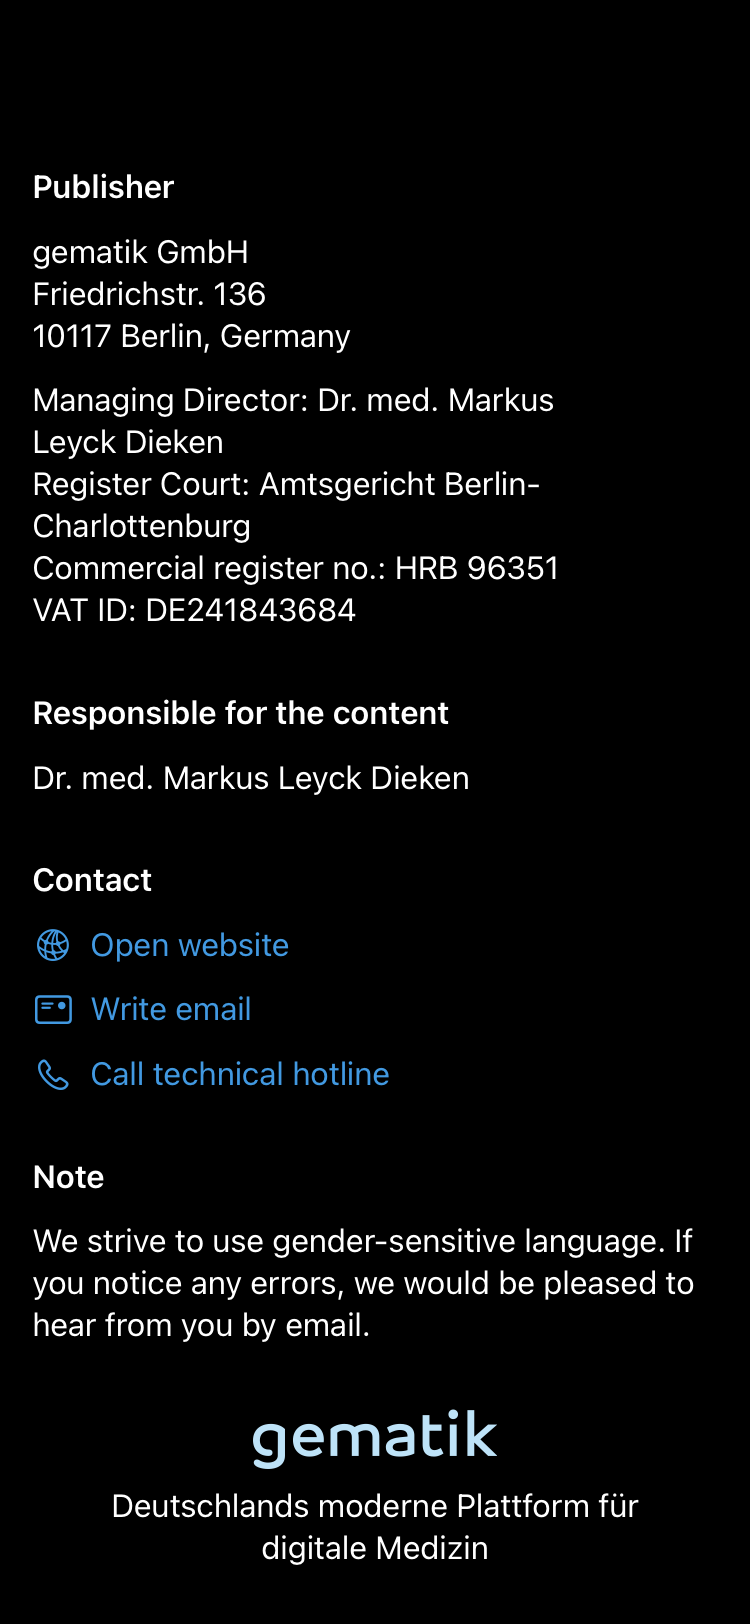 Publisher
gematik GmbH
Friedrichstr. 136
10117 Berlin, Germany
Managing Director: Dr. med. Markus
Leyck Dieken
Register Court: Amtsgericht Berlin-
Charlottenburg
Commercial register no.: HRB 96351
VAT ID: DE241843684
Responsible for the content
Dr. med. Markus Leyck Dieken
Contact
Open website
Write email
Call technical hotline
Note
We strive to use gender-sensitive language. If
you notice any errors, we would be pleased to
hear from you by email.
gematik
Deutschlands moderne Plattform für
digitale Medizin